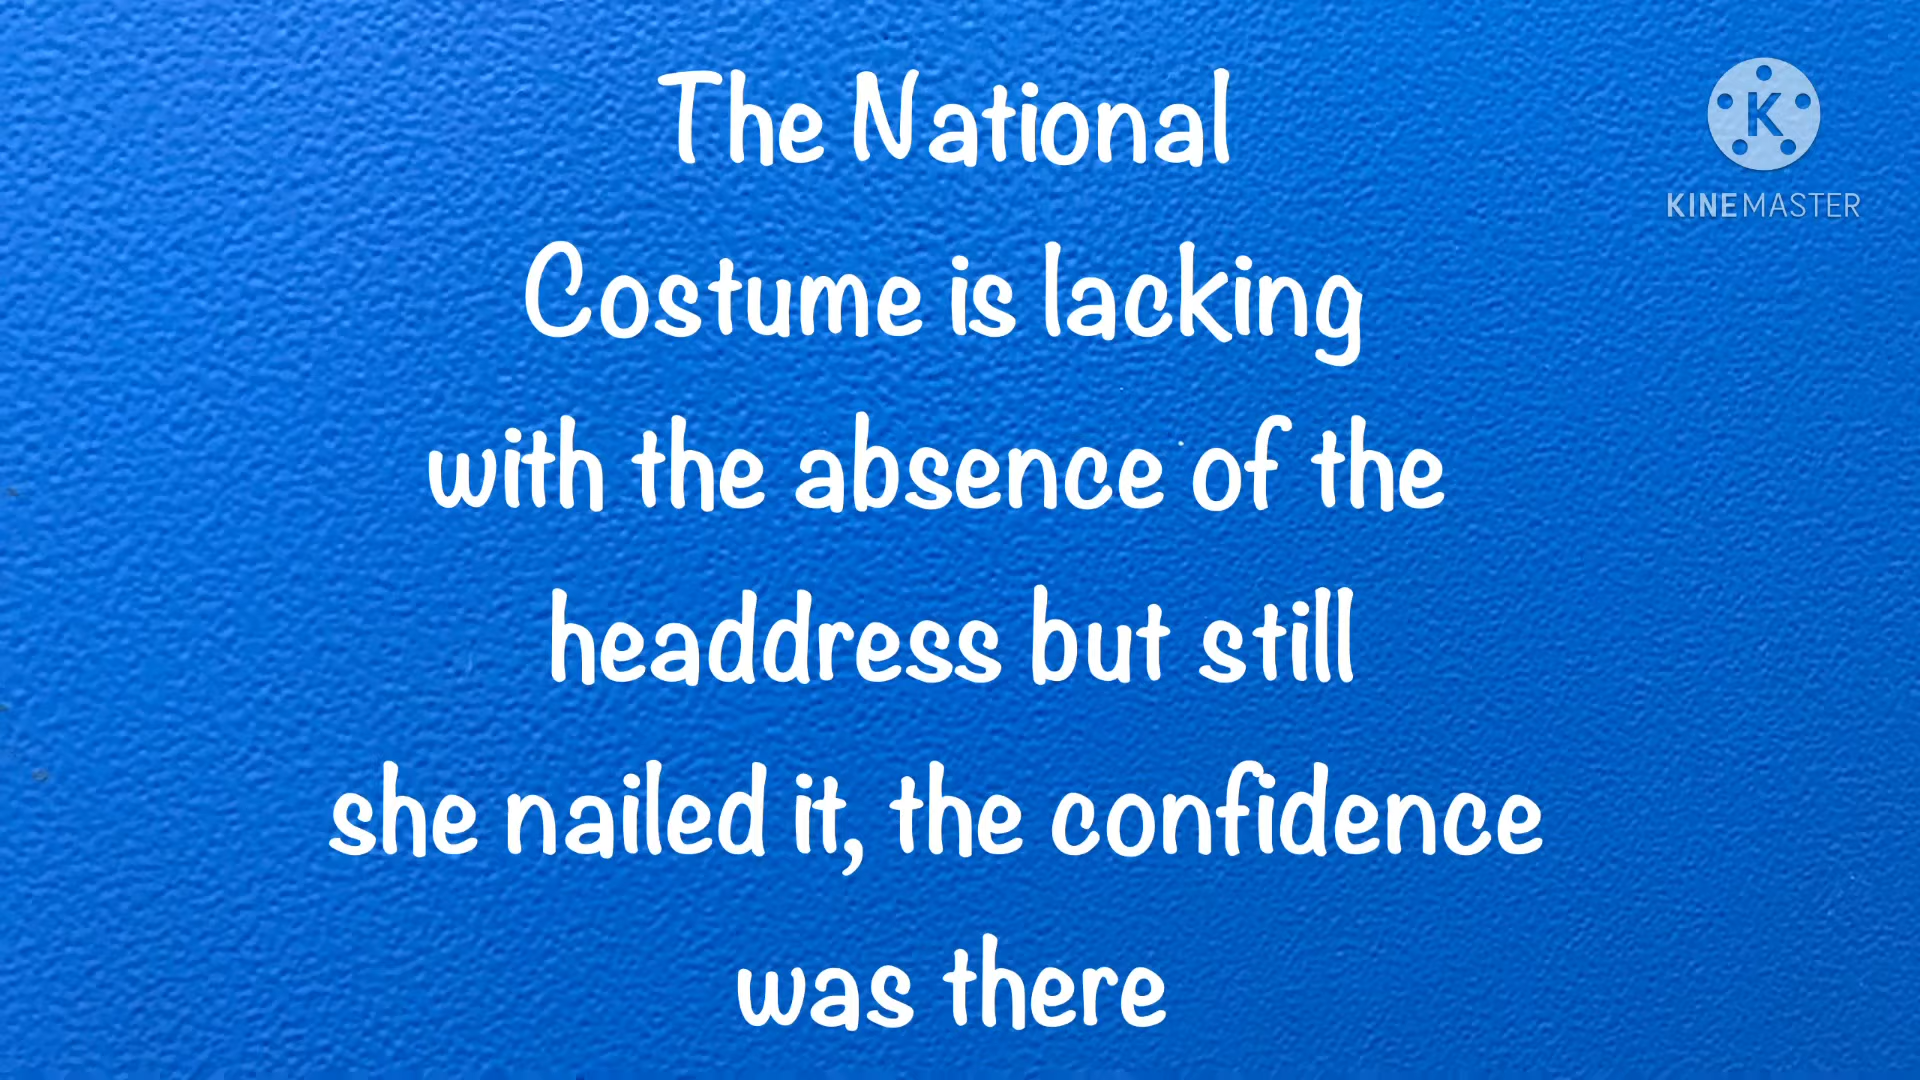 The National
Costume is lacking
with the absence of the
headdress but still
she nailed it, the confidence
was there
K
KINEMASTER